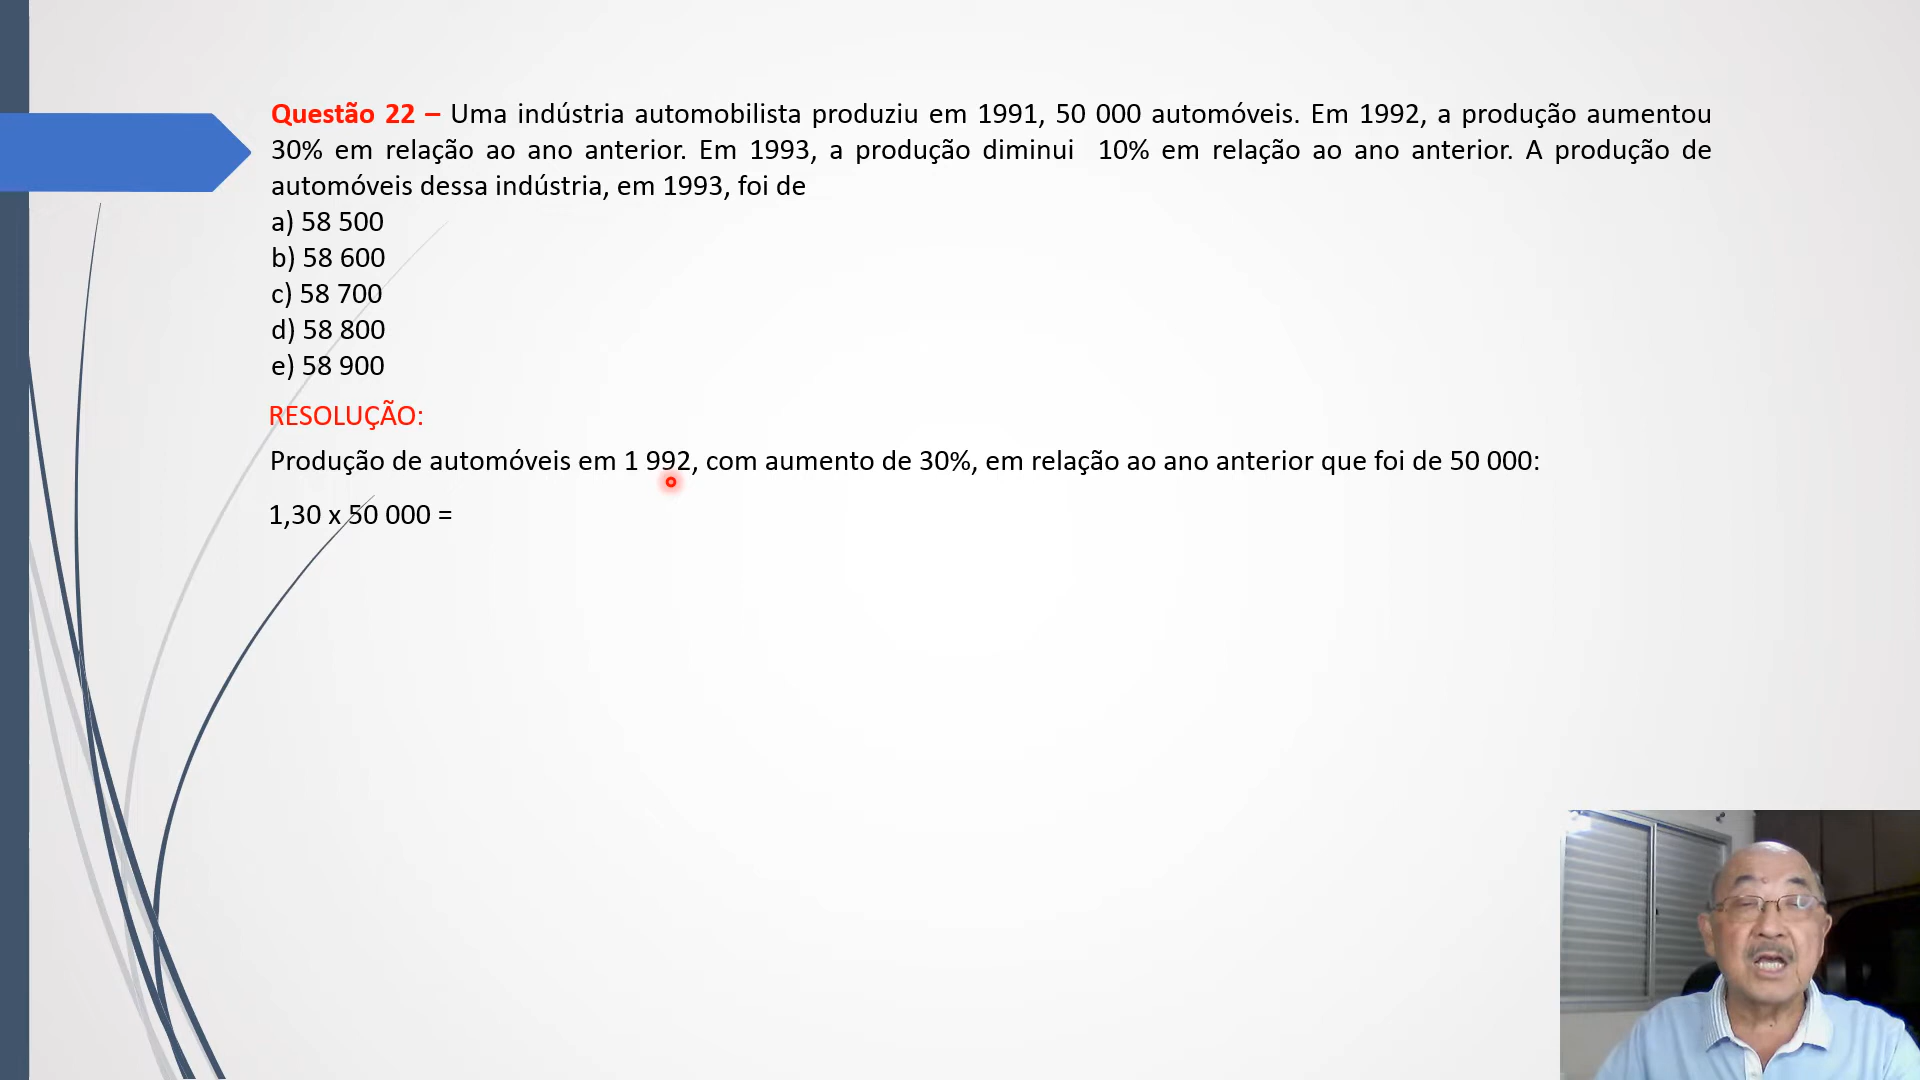 Questão 22 – Uma indústria automobilista produziu em 1991, 50 000 automóveis. Em 1992, a produção aumentou
30% em relação ao ano anterior. Em 1993, a produção diminui 10% em relação ao ano anterior. A produção de
automóveis dessa indústria, em 1993, foi de
a) 58 500
b) 58 600
c) 58 700
d) 58 800
e) 58 900
RESOLUÇÃO:
Produção de automóveis em 1 992, com aumento de 30%, em relação ao ano anterior que foi de 50 000:
1,30 x 50 000 =